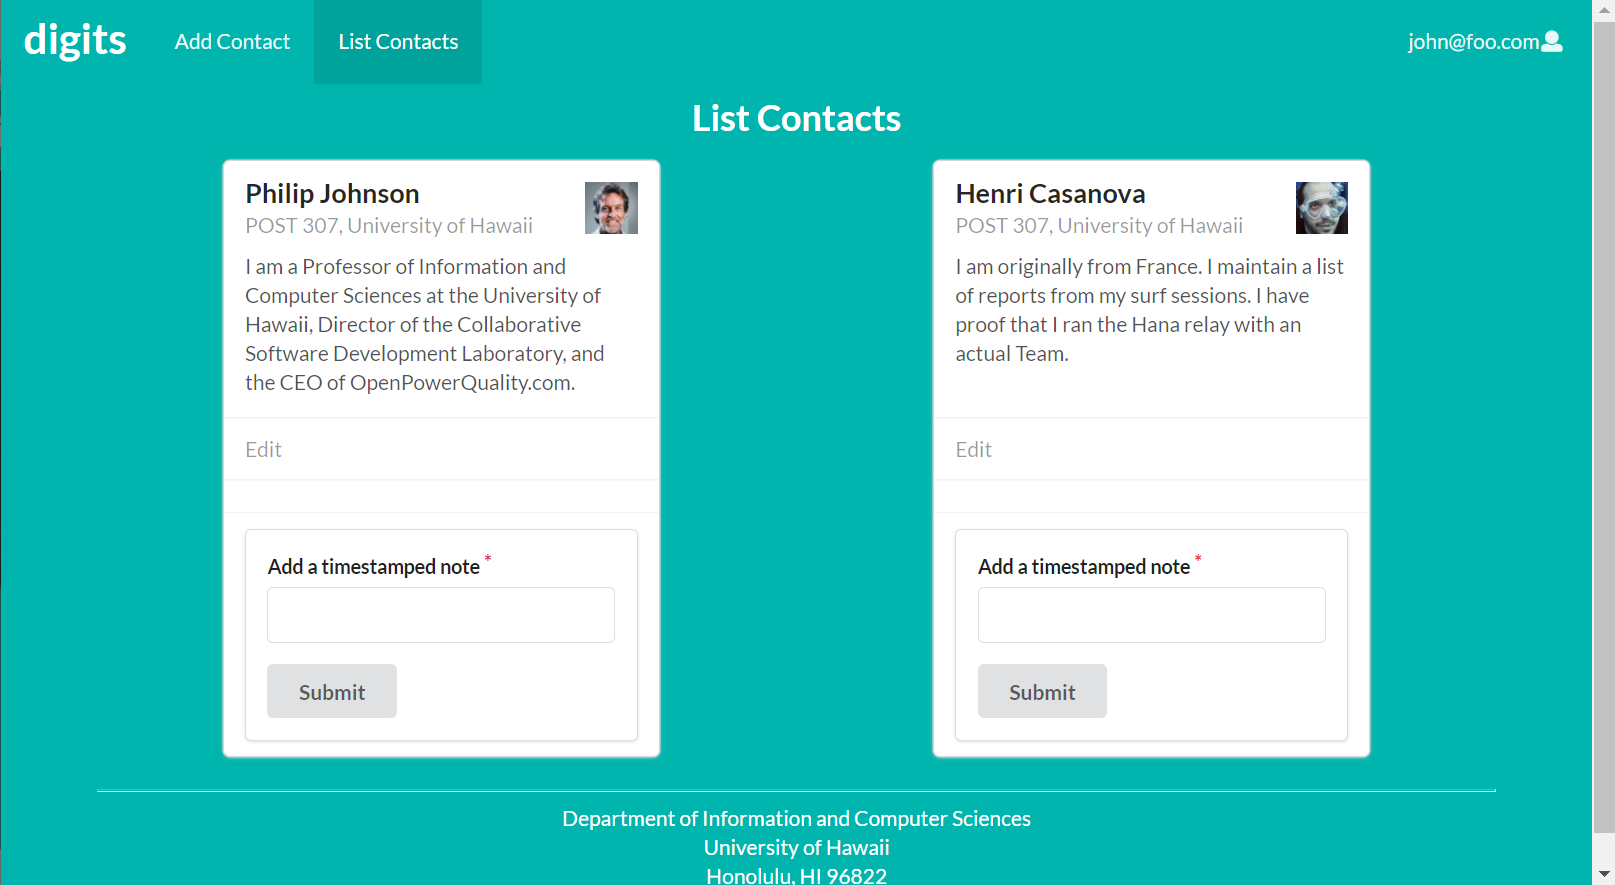 digits
Add Contact
List Contacts
john@foo.com
List Contacts
Philip Johnson
POST 307, University of Hawaii
I am a Professor of Information and
Computer Sciences at the University of
Hawaii, Director of the Collaborative
Software Development Laboratory, and
the CEO of OpenPowerQuality.com.
Edit
Add a timestamped note *
Submit
Henri Casanova
POST 307, University of Hawaii
I am originally from France. I maintain a list
of reports from my surf sessions. I have
proof that I ran the Hana relay with an
actual Team.
Edit
Add a timestamped note *
Submit
Department of Information and Computer Sciences
University of Hawaii
Honolulu, HI 96822